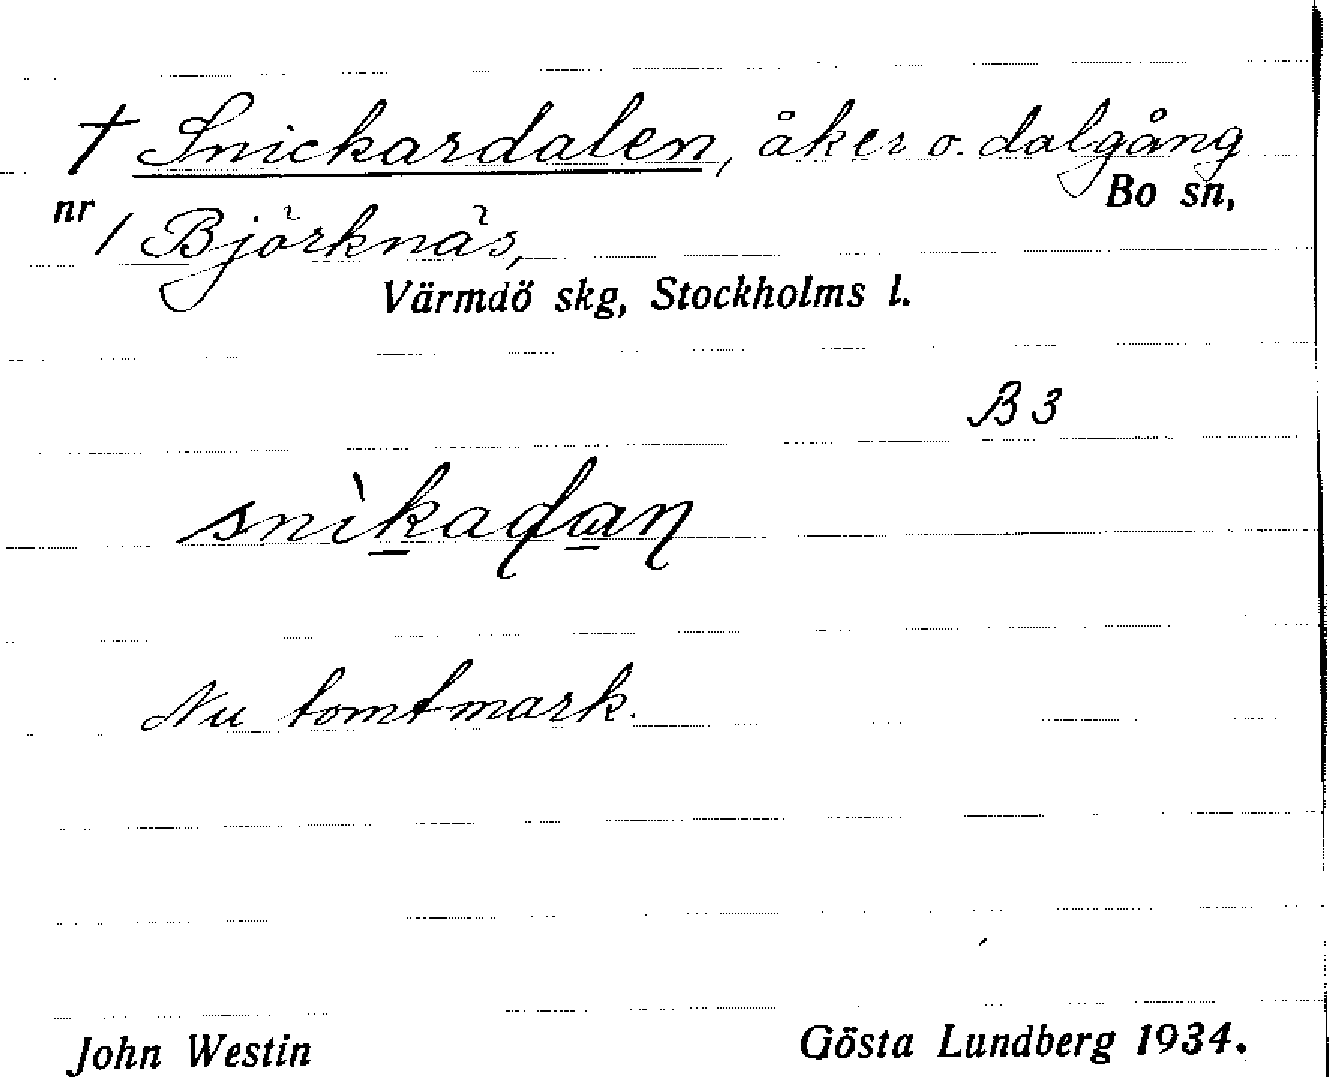 † Snickardalen, åker o. dalgång
Bo sn,
nr 1 Björknäs,
Värmdö skg, Stockholms l.
B 3
snìkadan
Nu tomtmark.
John Westin
Gösta Lundberg 1934.